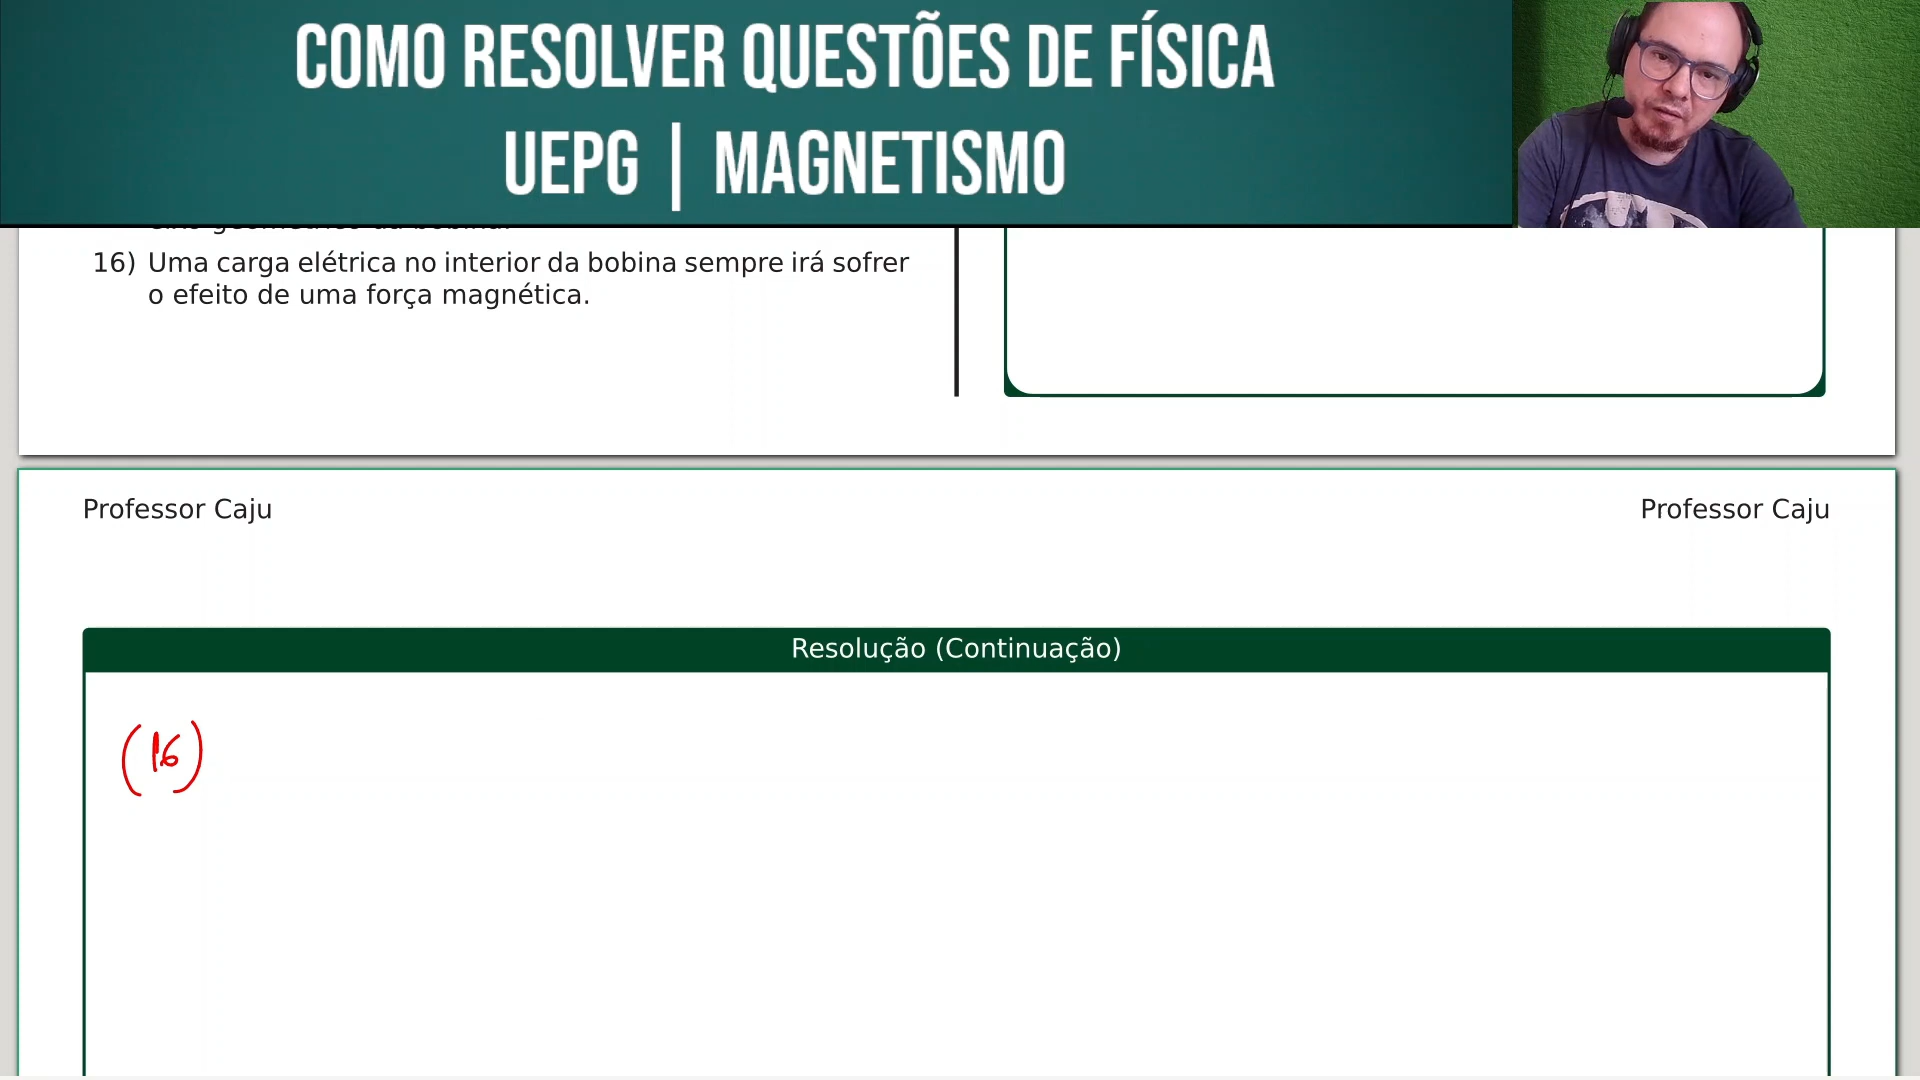 COMO RESOLVER QUESTÕES DE FÍSICA
UEPG | MAGNETISMO
16) Uma carga elétrica no interior da bobina sempre irá sofrer
o efeito de uma força magnética.
Professor Caju
Professor Caju
Resolução (Continuação)
(16)